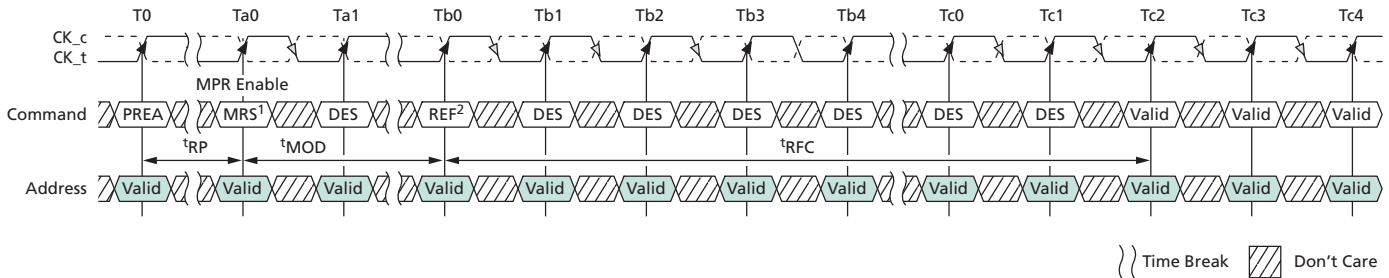 T0 Ta0 Ta1 Tb0 Tb1 Tb2 Tb3 Tb4 Tc0 Tc1 Tc2 Tc3 Tc4
CK_c
CK_t
MPR Enable
Command PREA MRS1 DES REF2 DES DES DES DES DES DES Valid Valid Valid
tRP tMOD tRFC
Address Valid Valid Valid Valid Valid Valid Valid Valid Valid Valid Valid Valid Valid
Time Break Don't Care